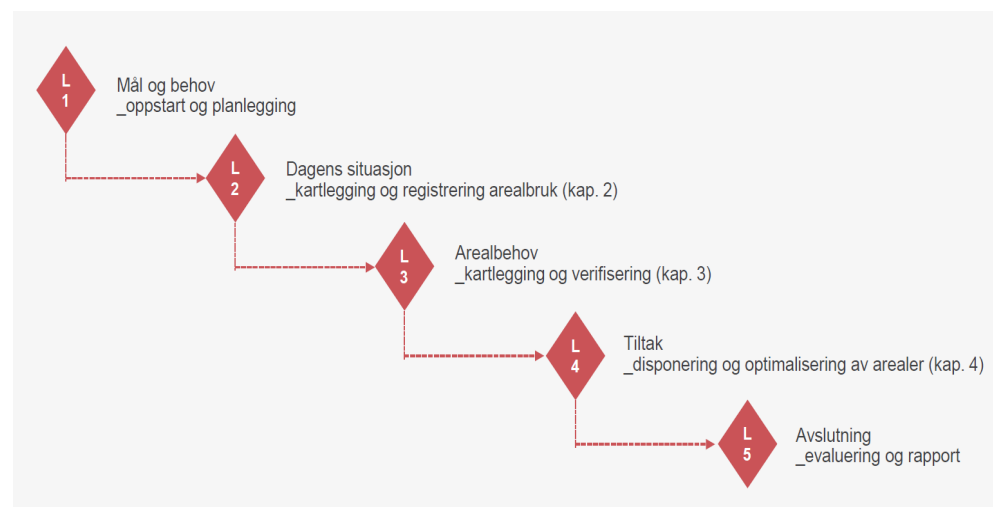 L
1
Mål og behov
_oppstart og planlegging
L
2
Dagens situasjon
_kartlegging og registrering arealbruk (kap. 2)
L
3
Arealbehov
_kartlegging og verifisering (kap. 3)
L
4
Tiltak
_disponering og optimalisering av arealer (kap. 4)
L
5
Avslutning
_evaluering og rapport